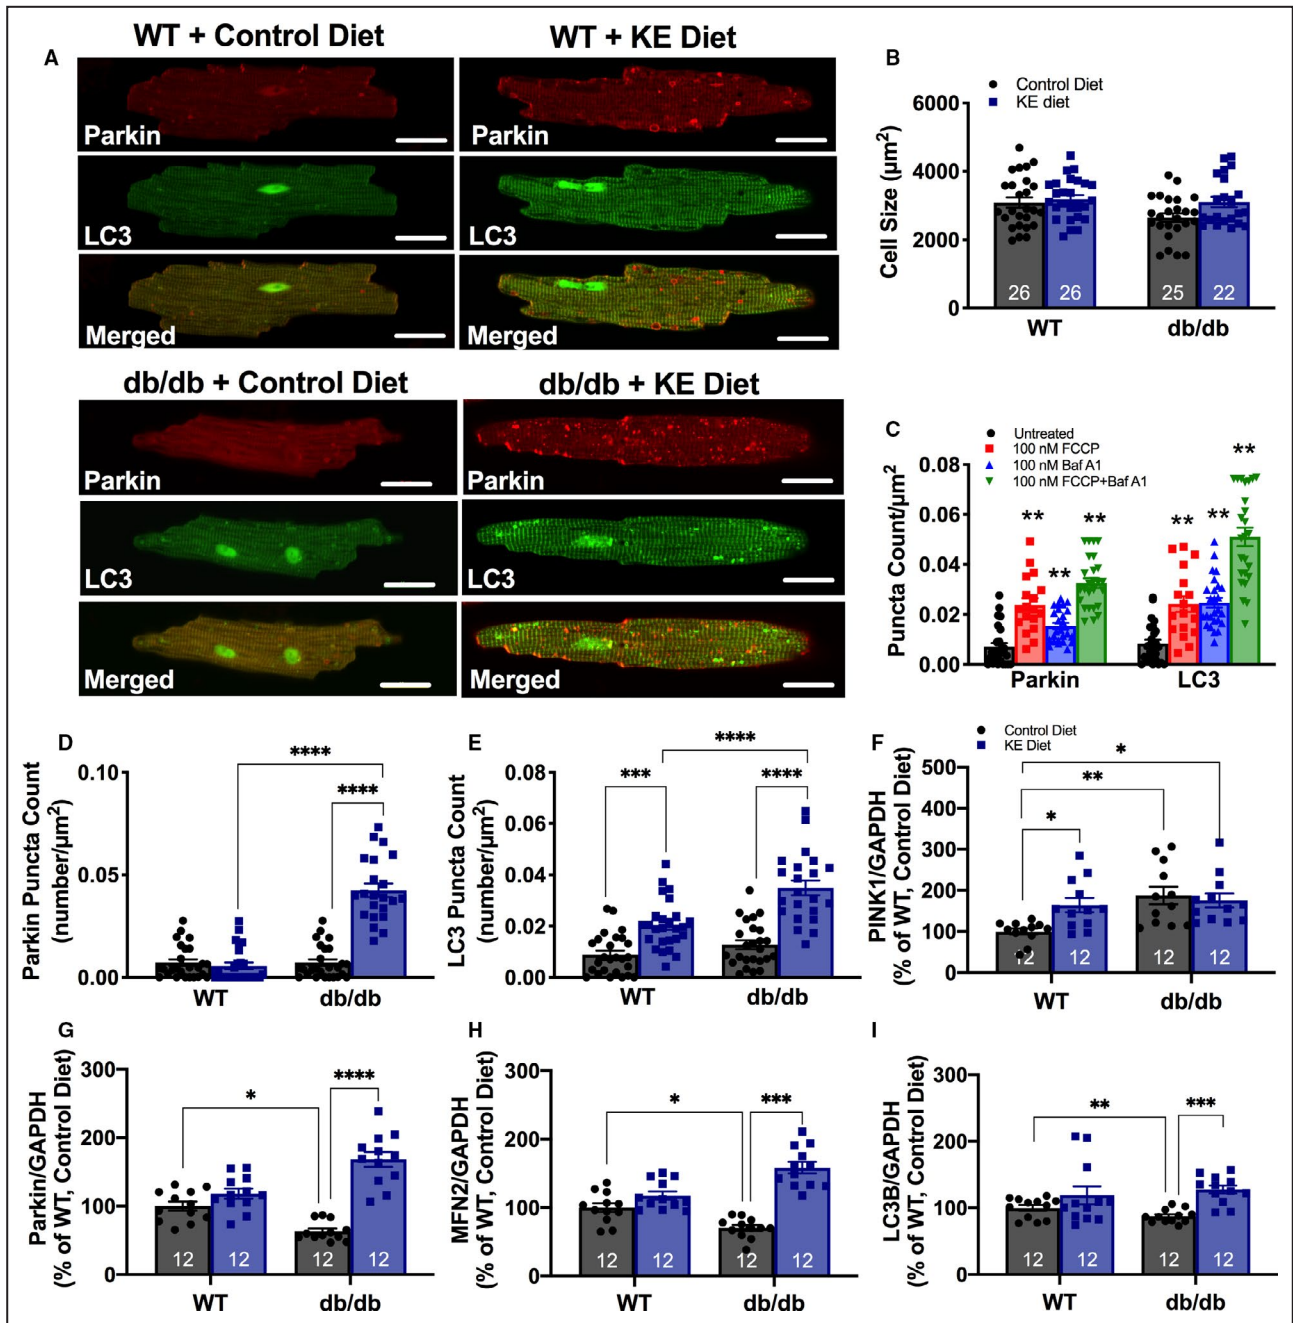 A
WT + Control Diet
WT + KE Diet
Parkin
Parkin
LC3
LC3
Merged
Merged
db/db + Control Diet
db/db + KE Diet
Parkin
Parkin
LC3
LC3
Merged
Merged
B
Control Diet
KE diet
Cell Size (µm²)
6000
4000
2000
0
26
26
25
22
WT
db/db
C
Untreated
100 nM FCCP
100 nM Baf A1
100 nM FCCP+Baf A1
Puncta Count/µm²
0.08
0.06
0.04
0.02
0.00
**
**
**
**
**
**
Parkin
LC3
D
Parkin Puncta Count
(number/µm²)
0.10
0.05
0.00
****
****
WT
db/db
E
LC3 Puncta Count
(number/µm²)
0.08
0.06
0.04
0.02
0.00
***
****
****
WT
db/db
F
Control Diet
KE Diet
PINK1/GAPDH
(% of WT, Control Diet)
500
400
300
200
100
0
*
**
*
12
12
12
12
WT
db/db
G
Parkin/GAPDH
(% of WT, Control Diet)
300
200
100
0
*
****
12
12
12
12
WT
db/db
H
MFN2/GAPDH
(% of WT, Control Diet)
300
200
100
0
*
***
12
12
12
12
WT
db/db
I
LC3B/GAPDH
(% of WT, Control Diet)
300
200
100
0
**
***
12
12
12
12
WT
db/db